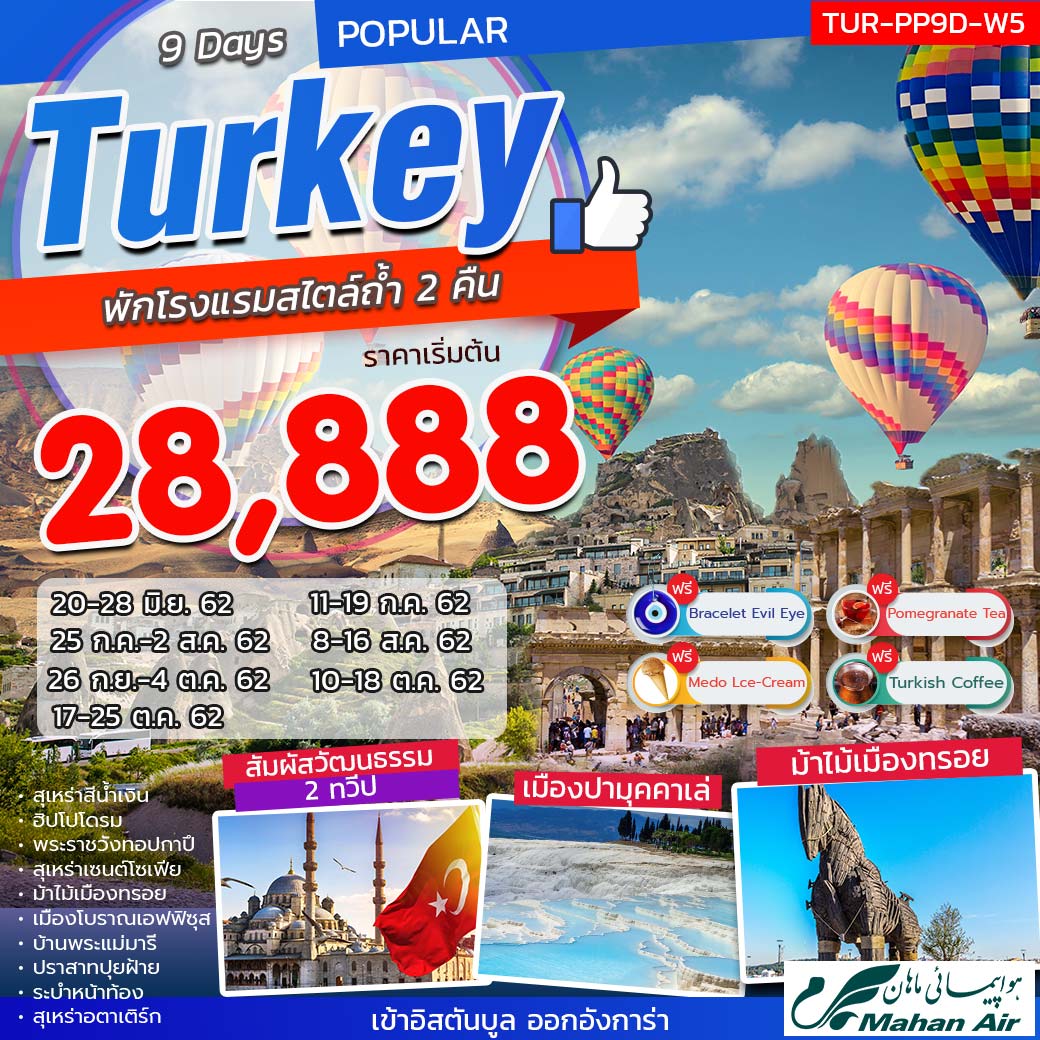 9 Days
POPULAR
TUR-PP9D-W5
Turkey
พักโรงแรมสไตล์ถ้ำ 2 คืน
ราคาเริ่มต้น
28,888
20-28 มิ.ย. 62
11-19 ก.ค. 62
25 ก.ค.-2 ส.ค. 62
8-16 ส.ค. 62
26 ก.ย.-4 ต.ค. 62
10-18 ต.ค. 62
17-25 ต.ค. 62
ฟรี
Bracelet Evil Eye
ฟรี
Pomegranate Tea
ฟรี
Medo Lce-Cream
ฟรี
Turkish Coffee
สัมผัสวัฒนธรรม
2 ทวีป
เมืองปามุคคาเล่
ม้าไม้เมืองทรอย
• สุเหร่าสีน้ำเงิน
• ฮิปโปโดรม
• พระราชวังทอปกาปี
• สุเหร่าเซนต์โซเฟีย
• ม้าไม้เมืองทรอย
• เมืองโบราณเอฟฟิซุส
• บ้านพระแม่มารี
• ปราสาทปุยฝ้าย
• ระบำหน้าท้อง
• สุเหร่าอตาเติร์ก
เข้าอิสตันบูล ออกอังการ่า
هواپیمائی ماهان
Mahan Air